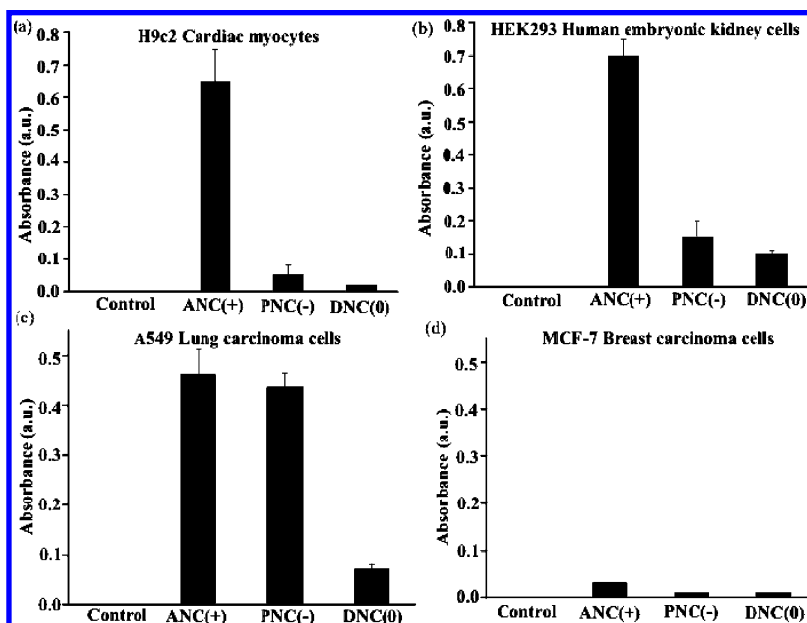 (a)
H9c2 Cardiac myocytes
0.8
0.7
0.6
0.5
0.4
0.3
0.2
0.1
0.0
Absorbance (a.u.)
Control ANC(+) PNC(-) DNC(0)
(b)
HEK293 Human embryonic kidney cells
0.8
0.7
0.6
0.5
0.4
0.3
0.2
0.1
0.0
Absorbance (a.u.)
Control ANC(+) PNC(-) DNC(0)
(c)
A549 Lung carcinoma cells
0.5
0.4
0.3
0.2
0.1
0.0
Absorbance (a.u.)
Control ANC(+) PNC(-) DNC(0)
(d)
MCF-7 Breast carcinoma cells
0.5
0.4
0.3
0.2
0.1
0.0
Absorbance (a.u.)
Control ANC(+) PNC(-) DNC(0)